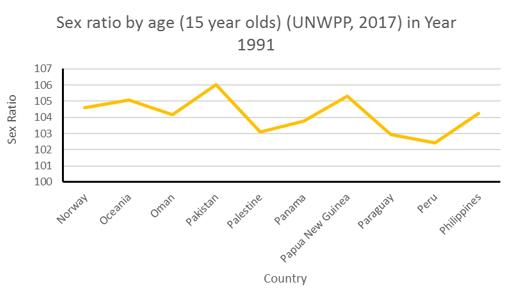 Sex ratio by age (15 year olds) (UNWPP, 2017) in Year
1991
Sex Ratio
107
106
105
104
103
102
101
100
Norway
Oceania
Oman
Pakistan
Palestine
Panama
Papua New Guinea
Paraguay
Peru
Philippines
Country